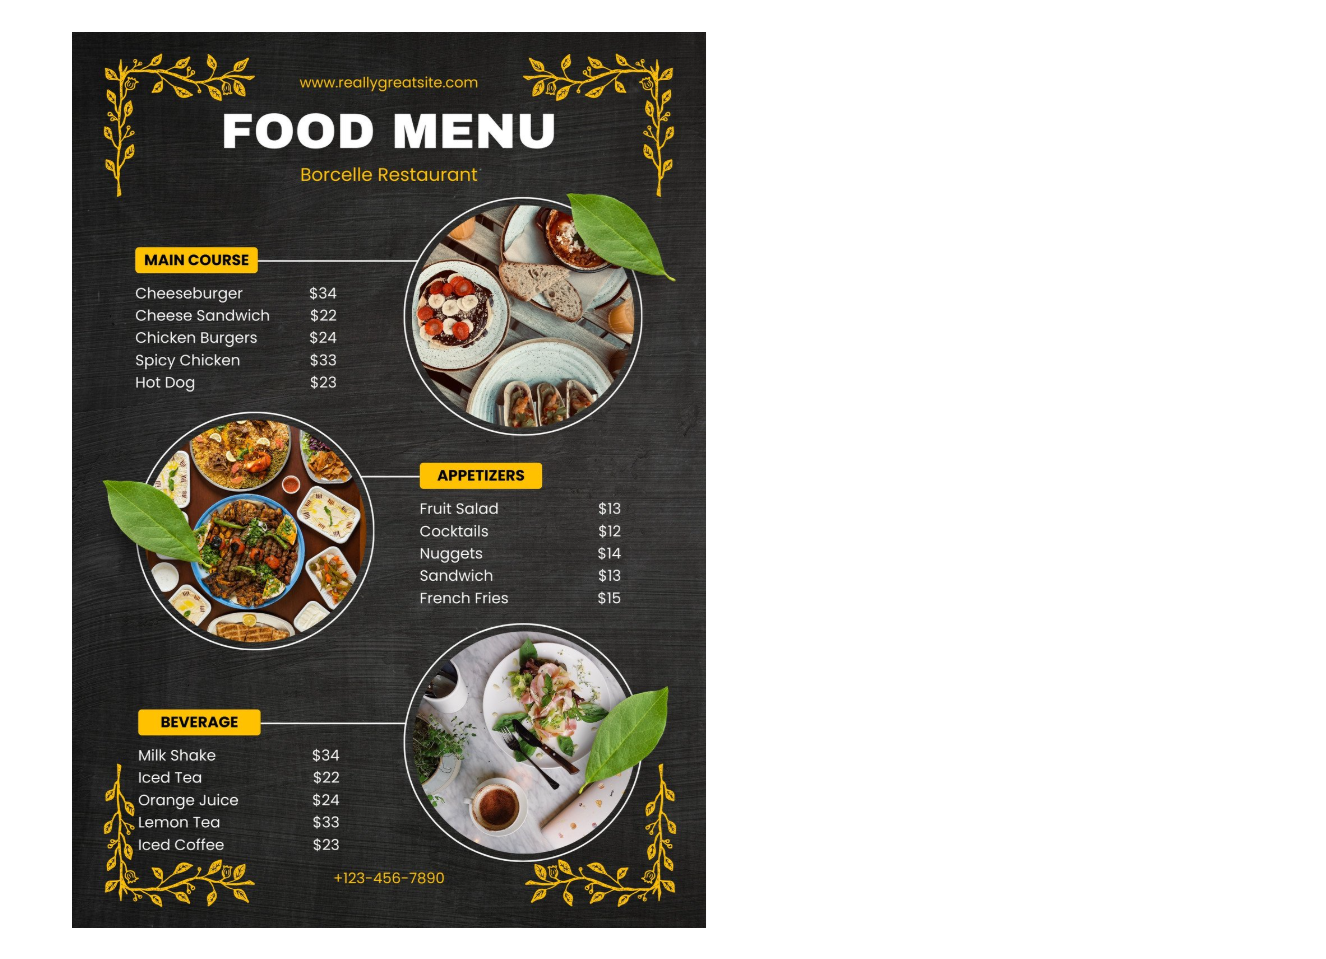 www.reallygreatsite.com
FOOD MENU
Borcelle Restaurant
MAIN COURSE
Cheeseburger $34
Cheese Sandwich $22
Chicken Burgers $24
Spicy Chicken $33
Hot Dog $23
APPETIZERS
Fruit Salad $13
Cocktails $12
Nuggets $14
Sandwich $13
French Fries $15
BEVERAGE
Milk Shake $34
Iced Tea $22
Orange Juice $24
Lemon Tea $33
Iced Coffee $23
+123-456-7890